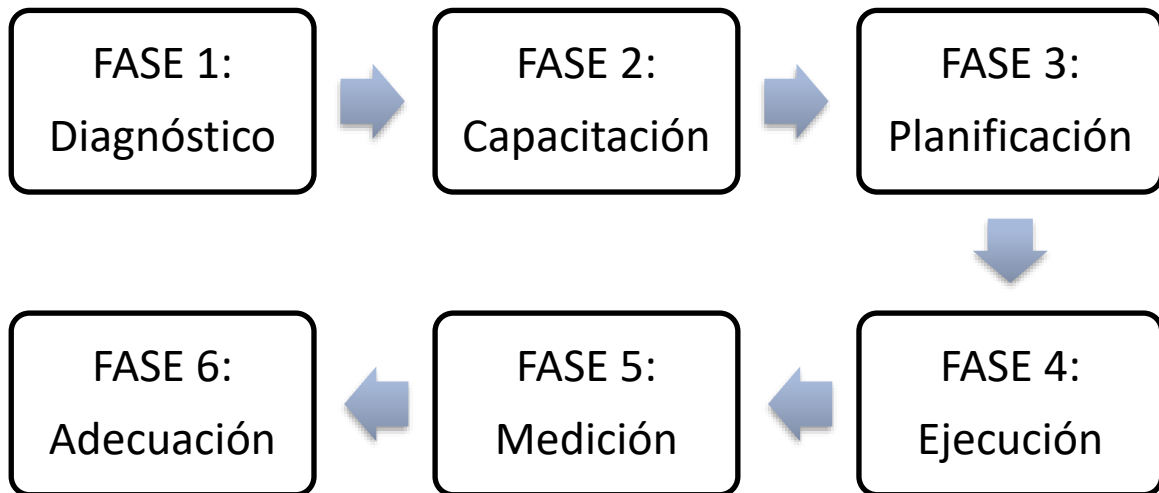 FASE 1:
Diagnóstico
FASE 2:
Capacitación
FASE 3:
Planificación
FASE 4:
Ejecución
FASE 5:
Medición
FASE 6:
Adecuación